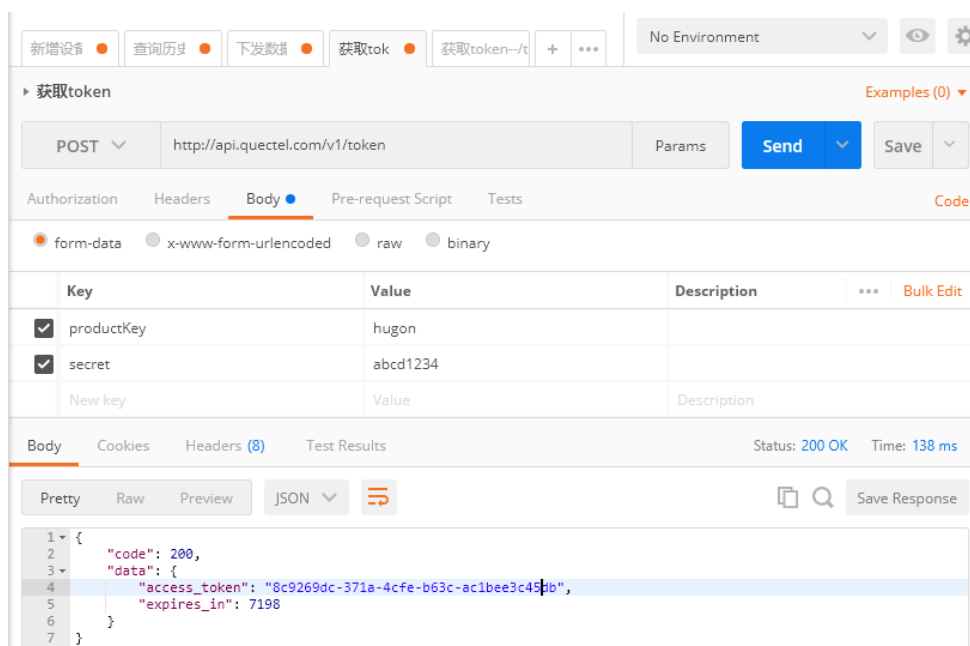 新增设备 查询历史 下发数据 获取tok 获取token--/t + ••• No Environment
获取token Examples (0)
POST http://api.quectel.com/v1/token Params Send Save
Authorization Headers Body Pre-request Script Tests Code
form-data x-www-form-urlencoded raw binary
Key Value Description ••• Bulk Edit
productKey hugon
secret abcd1234
New key Value Description
Body Cookies Headers (8) Test Results Status: 200 OK Time: 138 ms
Pretty Raw Preview JSON Save Response
1 {
2 "code": 200,
3 "data": {
4 "access_token": "8c9269dc-371a-4cfe-b63c-ac1bee3c45db",
5 "expires_in": 7198
6 }
7 }